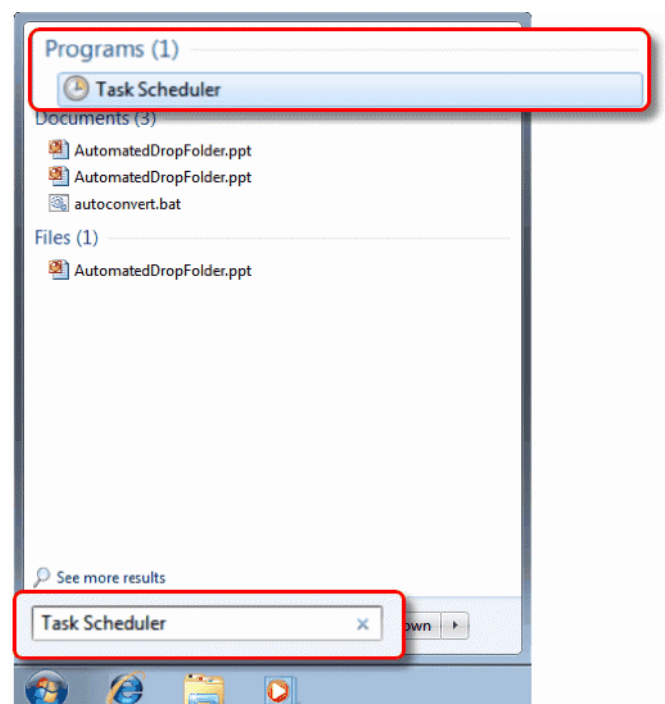 Programs (1)
Task Scheduler
Documents (3)
AutomatedDropFolder.ppt
AutomatedDropFolder.ppt
autoconvert.bat
Files (1)
AutomatedDropFolder.ppt
See more results
Task Scheduler
own